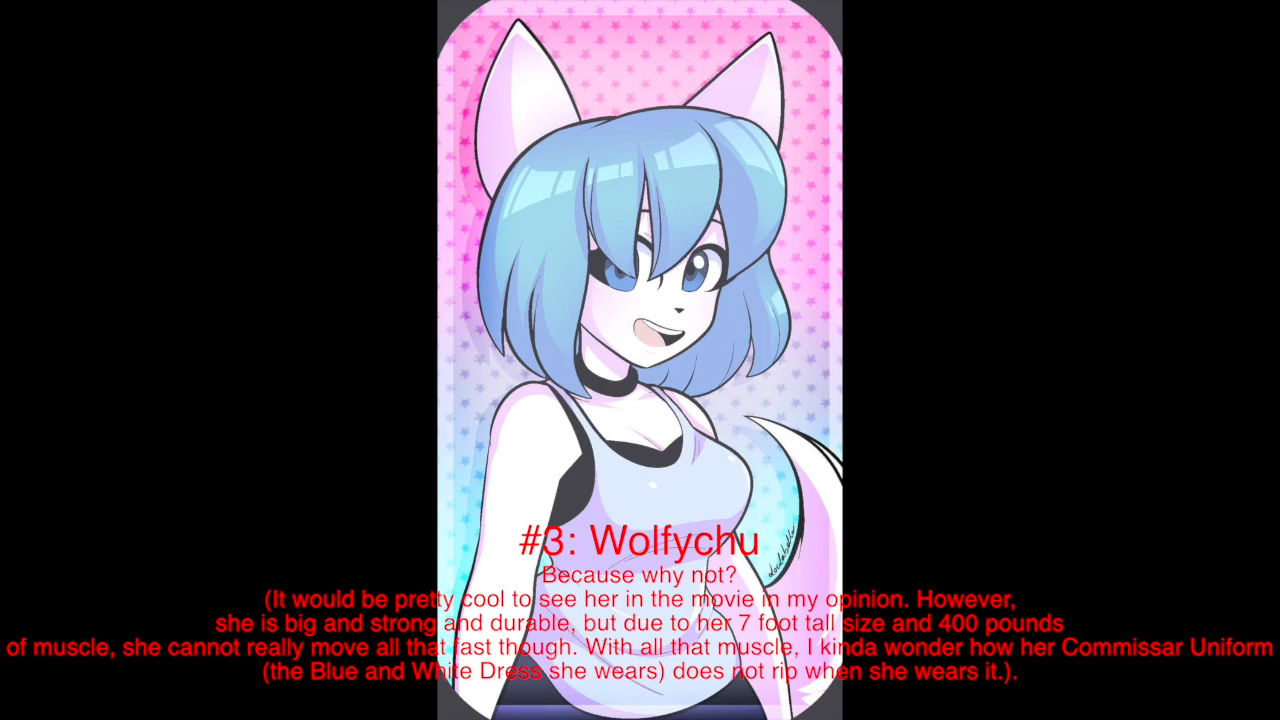 #3: Wolfychu
Because why not?
(It would be pretty cool to see her in the movie in my opinion. However,
she is big and strong and durable, but due to her 7 foot tall size and 400 pounds
of muscle, she cannot really move all that fast though. With all that muscle, I kinda wonder how her Commissar Uniform
(the Blue and White Dress she wears) does not rip when she wears it.).